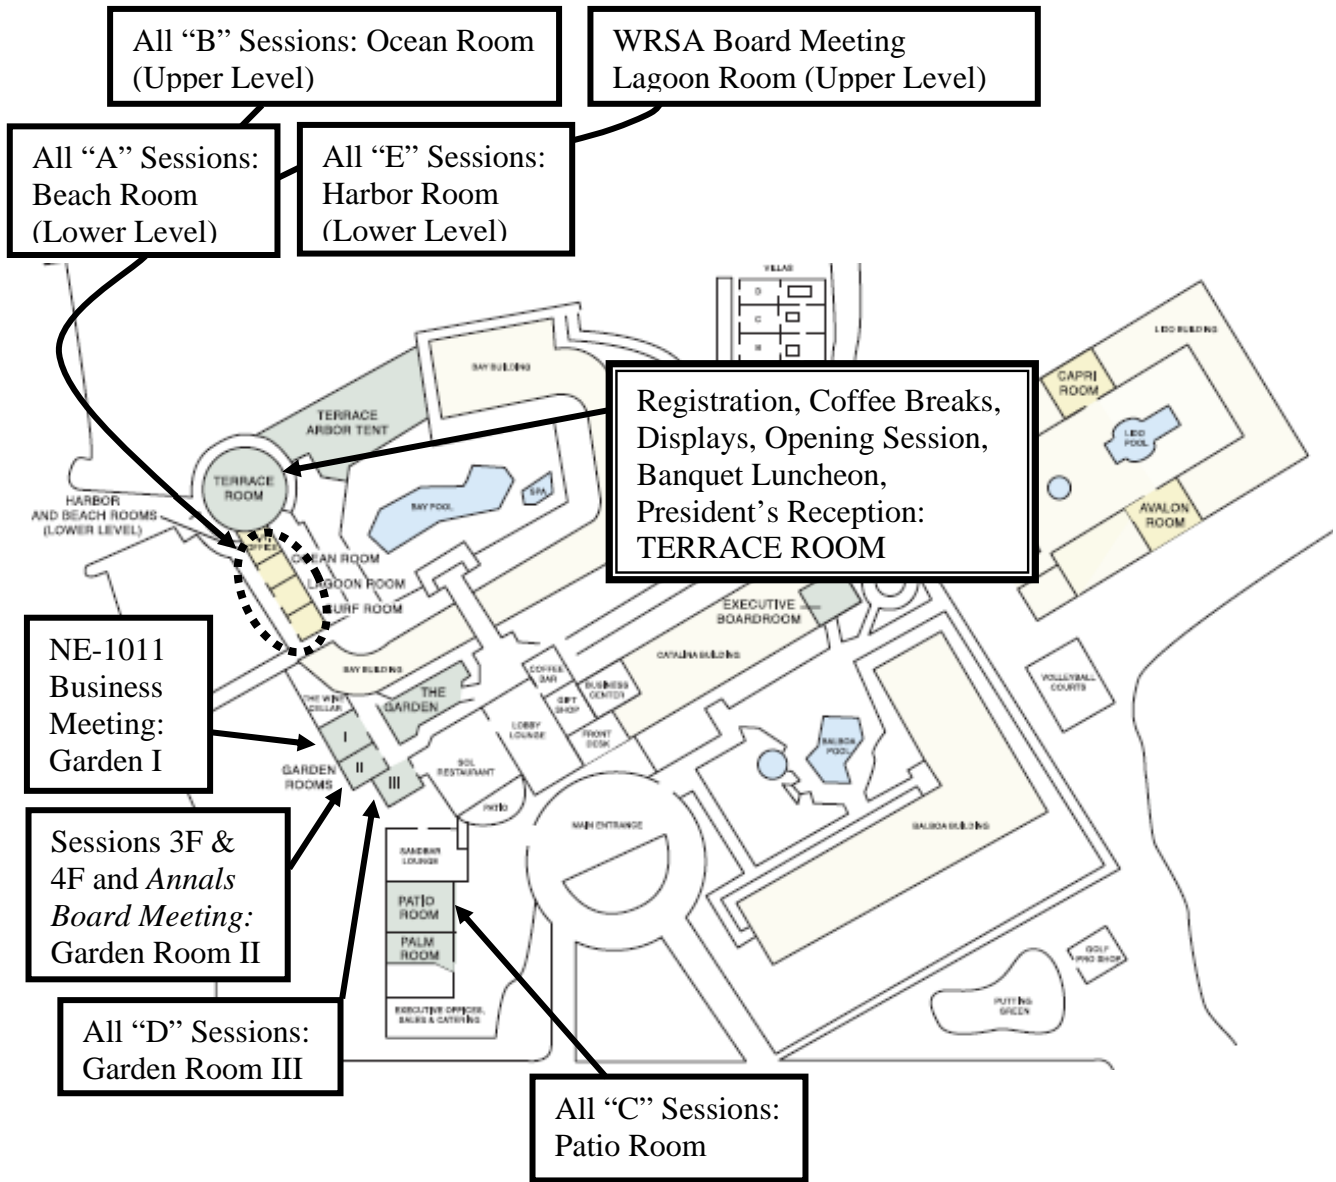 All “B” Sessions: Ocean Room
(Upper Level)
WRSA Board Meeting
Lagoon Room (Upper Level)
All “A” Sessions:
Beach Room
(Lower Level)
All “E” Sessions:
Harbor Room
(Lower Level)
VILLAS
D
C
B
LIDO BUILDING
BAY BUILDING
CAPRI
ROOM
Registration, Coffee Breaks,
Displays, Opening Session,
Banquet Luncheon,
President’s Reception:
TERRACE ROOM
TERRACE
ARBOR TENT
LIDO
POOL
TERRACE
ROOM
SPA
BAY POOL
HARBOR
AND BEACH ROOMS
(LOWER LEVEL)
AVALON
ROOM
OFFICE
OCEAN ROOM
LAGOON ROOM
SURF ROOM
EXECUTIVE
BOARDROOM
NE-1011
Business
Meeting:
Garden I
BAY BUILDING
CATALINA BUILDING
COFFEE
BAR
BUSINESS
CENTER
GIFT
SHOP
VOLLEYBALL
COURTS
THE WINE
CELLAR
THE
GARDEN
LOBBY
LOUNGE
FRONT
DESK
BALBOA
POOL
I
II
III
GARDEN
ROOMS
SOL
RESTAURANT
PATIO
MAIN ENTRANCE
BALBOA BUILDING
Sessions 3F &
4F and Annals
Board Meeting:
Garden Room II
SANDBAR
LOUNGE
PATIO
ROOM
PALM
ROOM
GOLF
PRO SHOP
PUTTING
GREEN
EXECUTIVE OFFICES,
SALES & CATERING
All “D” Sessions:
Garden Room III
All “C” Sessions:
Patio Room